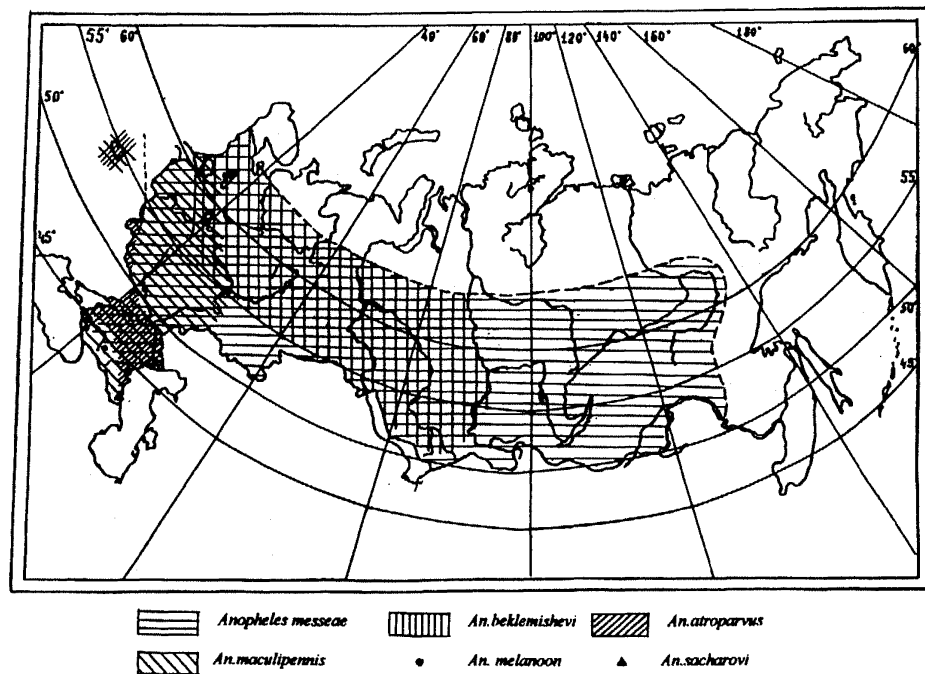 55° 60° 40° 60° 80° 100° 120° 140° 160° 180°
60°
50°
55°
45°
50°
45°
Anopheles messeae An.beklemishevi An.atroparvus
An.maculipennis An. melanoon An.sacharovi